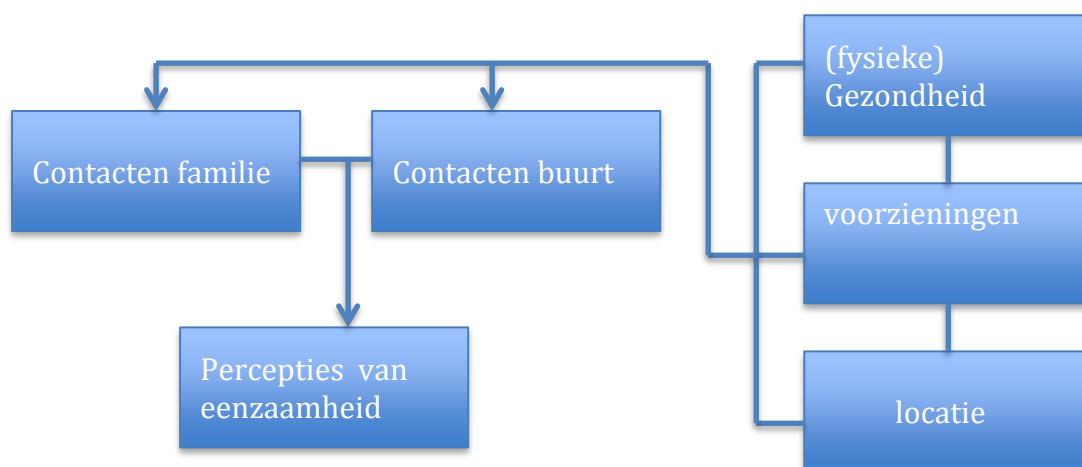 (fysieke)
Gezondheid
Contacten familie
Contacten buurt
voorzieningen
Percepties van
eenzaamheid
locatie